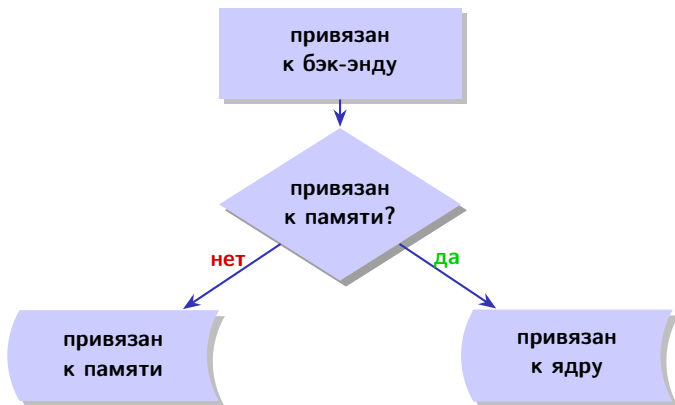 привязан
к бэк-энду
привязан
к памяти?
нет
да
привязан
к памяти
привязан
к ядру